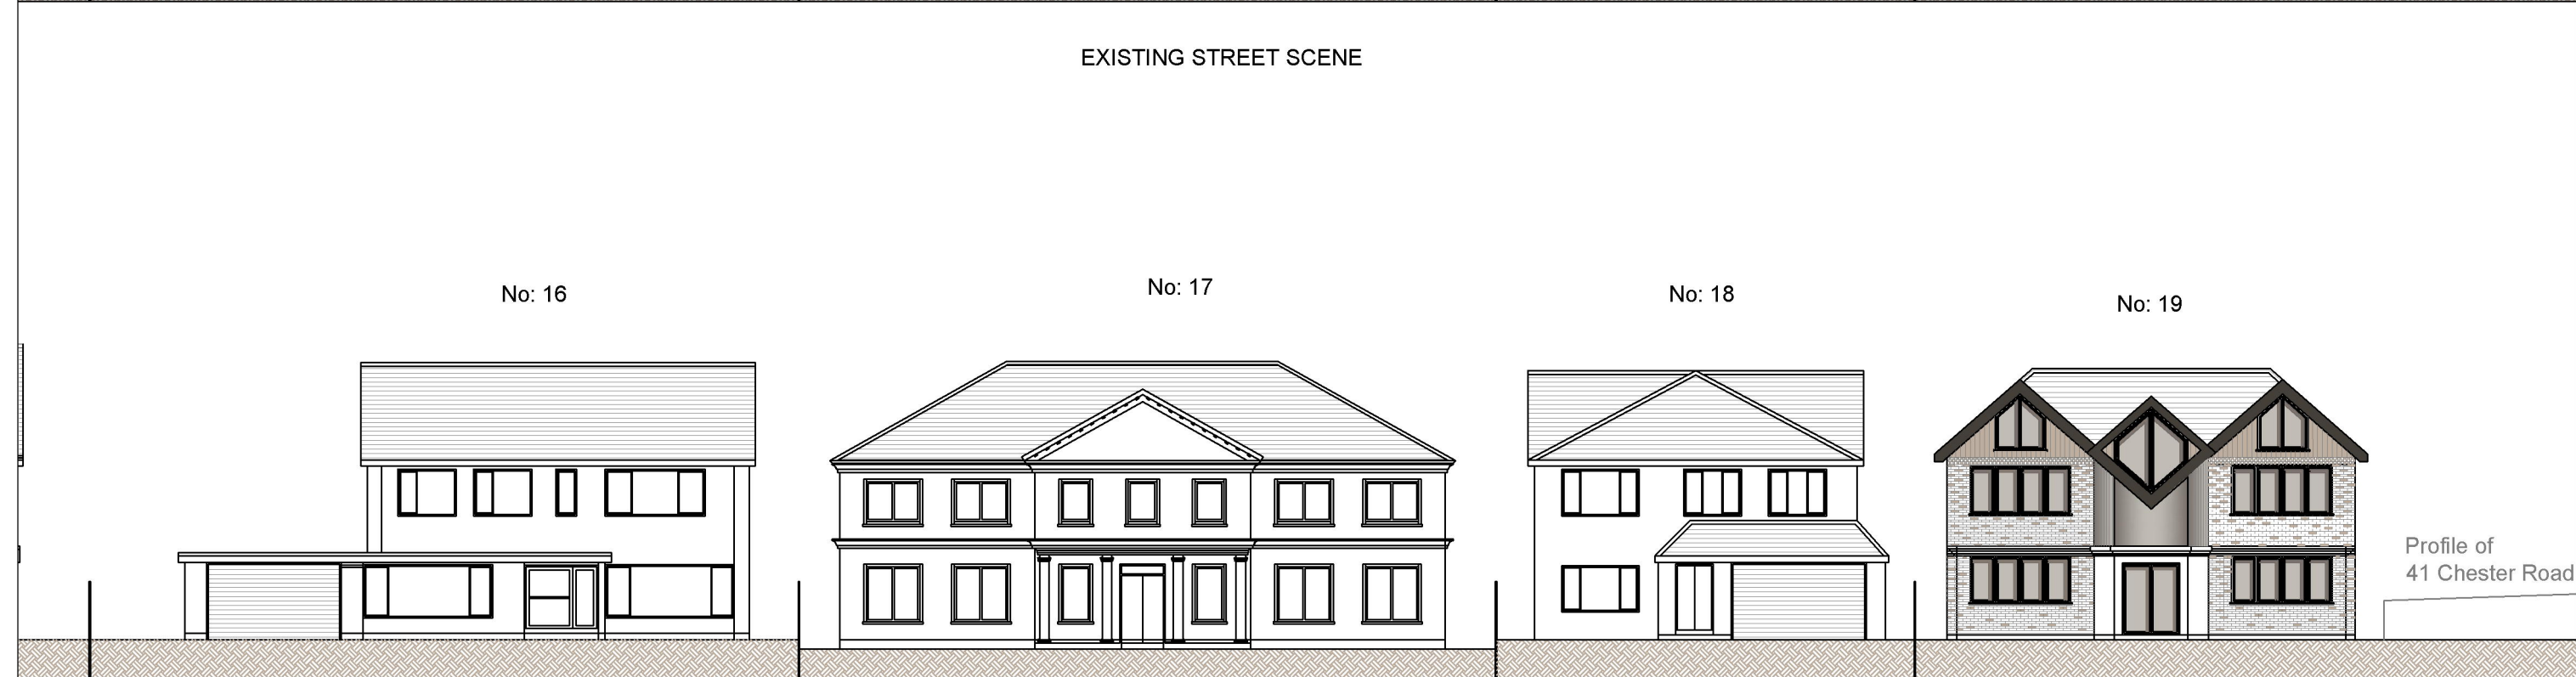 EXISTING STREET SCENE
No: 16
No: 17
No: 18
No: 19
Profile of
41 Chester Road